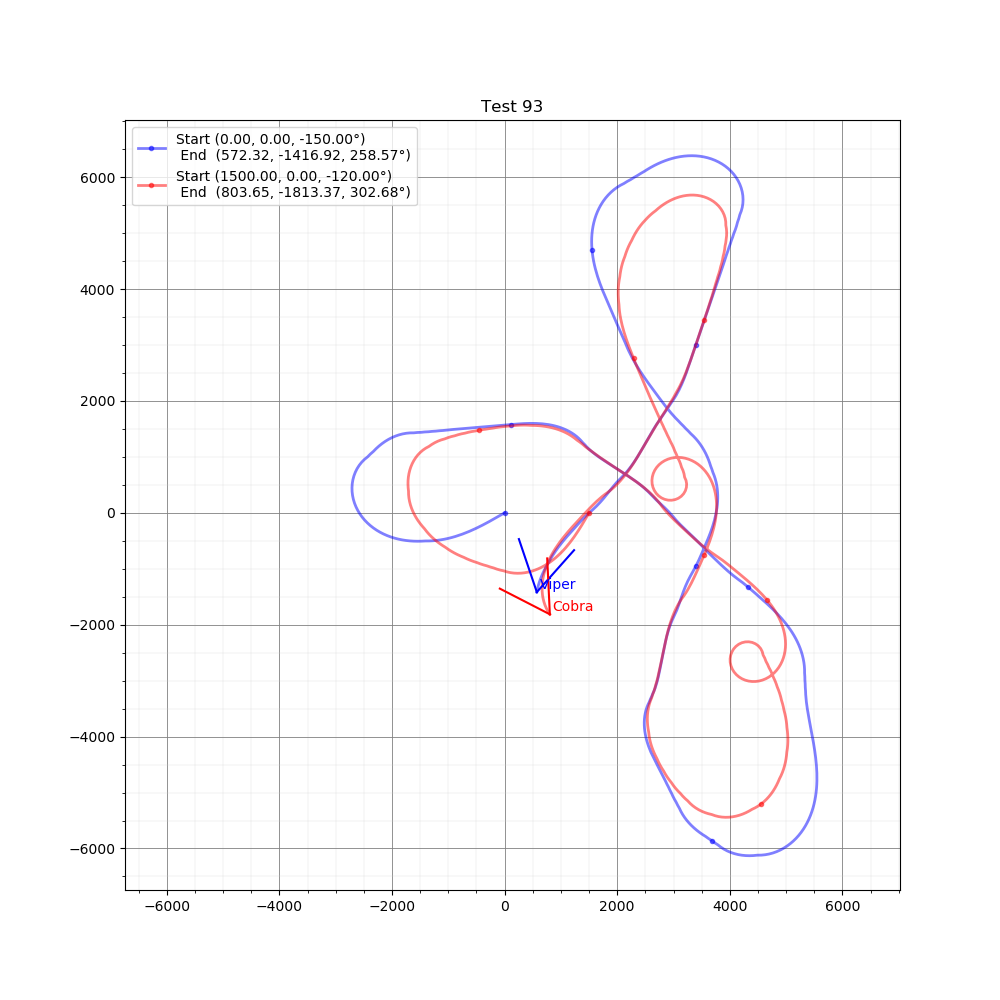 Test 93
Start (0.00, 0.00, -150.00°)
End (572.32, -1416.92, 258.57°)
Start (1500.00, 0.00, -120.00°)
End (803.65, -1813.37, 302.68°)
6000
4000
2000
0
−2000
−4000
−6000
Viper
Cobra
−6000 −4000 −2000 0 2000 4000 6000